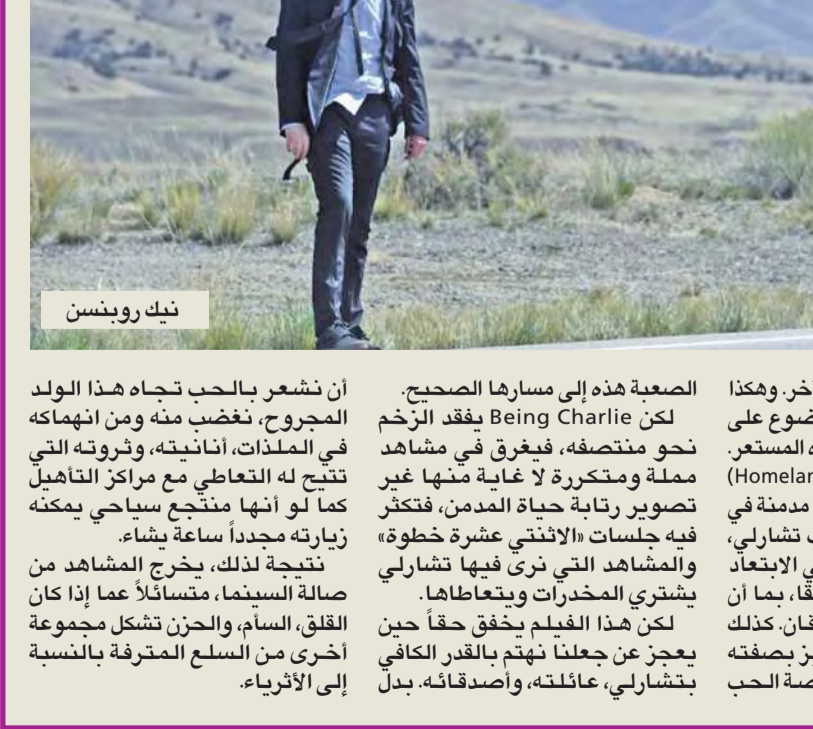 نيك روبنسن
آخر. وهكذا
على
المستعر.
(Homelan
مدمنة في
تشارلي،
الابتعاد
بما أن
كذلك
بصفته
الحب
الصعبة هذه إلى مسارها الصحيح.
لكن Being Charlie يفقد الزخم
نحو منتصفه، فيغرق في مشاهد
مملة ومتكررة لا غاية منها غير
تصوير رتابة حياة المدمن، فتكثر
فيه جلسات «الاثنتي عشرة خطوة»
والمشاهد التي نرى فيها تشارلي
يشتري المخدرات ويتعاطاها.
لكن هذا الفيلم يخفق حقاً حين
يعجز عن جعلنا نهتم بالقدر الكافي
بتشارلي، عائلته، وأصدقائه. بدل
أن نشعر بالحب تجاه هذا الولد
المجروح، نغضب منه ومن انهماكه
في الملذات، أنانيته، وثروته التي
تتيح له التعاطي مع مراكز التأهيل
كما لو أنها منتجع سياحي يمكنه
زيارته مجدداً ساعة يشاء.
نتيجة لذلك، يخرج المشاهد من
صالة السينما، متسائلاً عما إذا كان
القلق، السأم، والحزن تشكل مجموعة
أخرى من السلع المترفة بالنسبة
إلى الأثرياء.